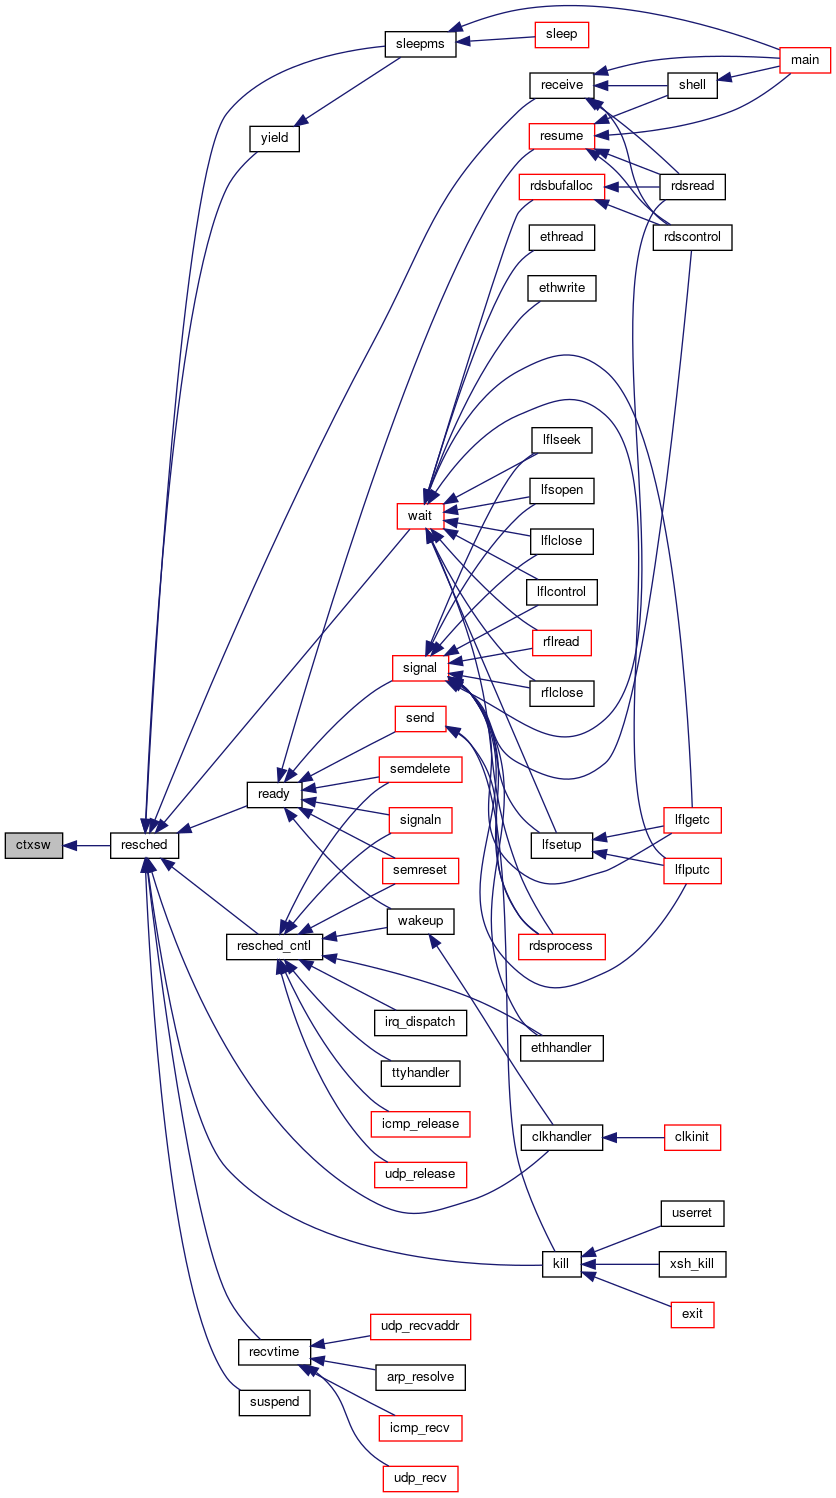 sleepms
sleep
main
receive
shell
yield
resume
rdsbufalloc
rdsread
ethread
rdscontrol
ethwrite
lflseek
lfsopen
wait
lflclose
lflcontrol
rflread
signal
rflclose
send
semdelete
ready
signaln
lflgetc
ctxsw
resched
lfsetup
semreset
lflputc
wakeup
resched_cntl
rdsprocess
irq_dispatch
ethhandler
ttyhandler
icmp_release
clkhandler
clkinit
udp_release
userret
kill
xsh_kill
exit
udp_recvaddr
recvtime
arp_resolve
suspend
icmp_recv
udp_recv